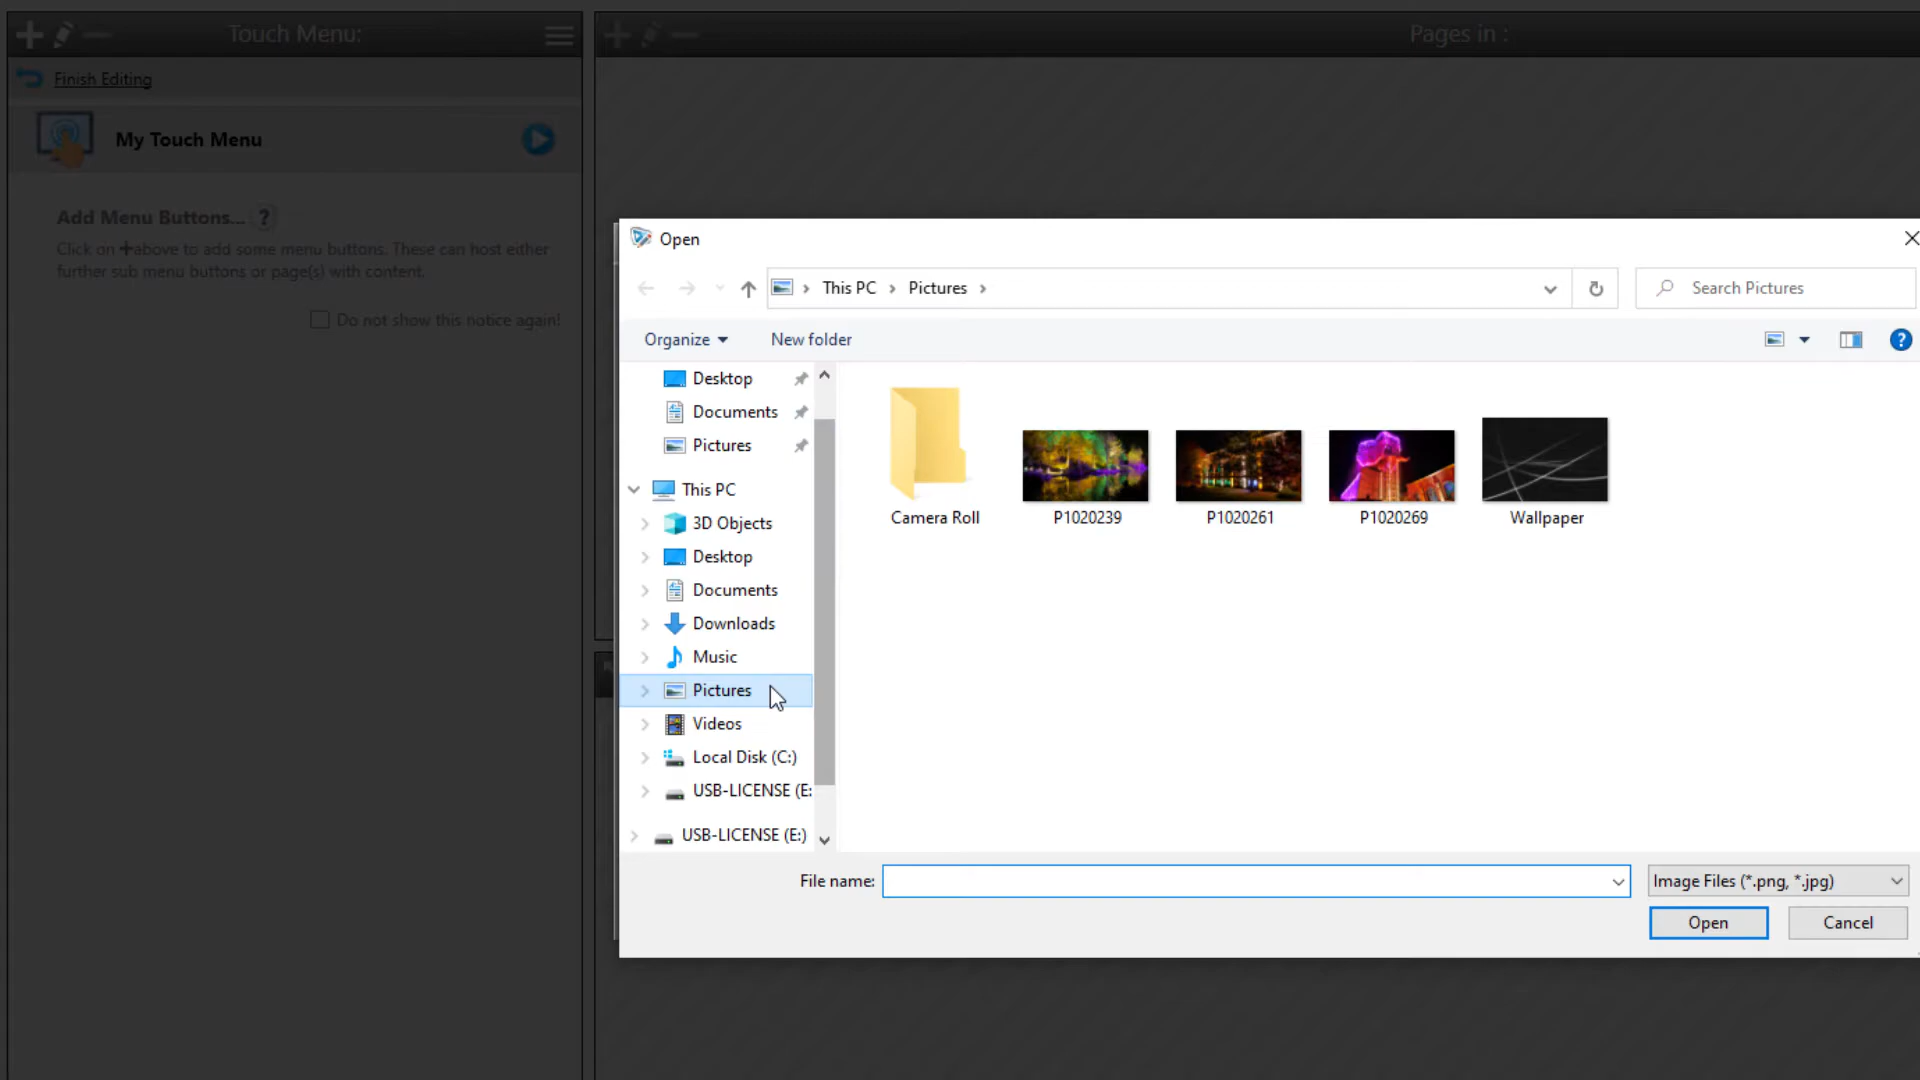 Touch Menu:
Pages in :
Finish Editing
My Touch Menu
Add Menu Buttons... ?
Click on +above to add some menu buttons. These can host either
further sub menu buttons or page(s) with content.
Do not show this notice again!
Open
This PC
Pictures
Search Pictures
Organize
New folder
?
Desktop
Documents
Pictures
This PC
3D Objects
Desktop
Documents
Downloads
Music
Pictures
Videos
Local Disk (C:)
USB-LICENSE (E:
USB-LICENSE (E:)
Camera Roll
P1020239
P1020261
P1020269
Wallpaper
File name:
Image Files (*.png, *.jpg)
Open
Cancel